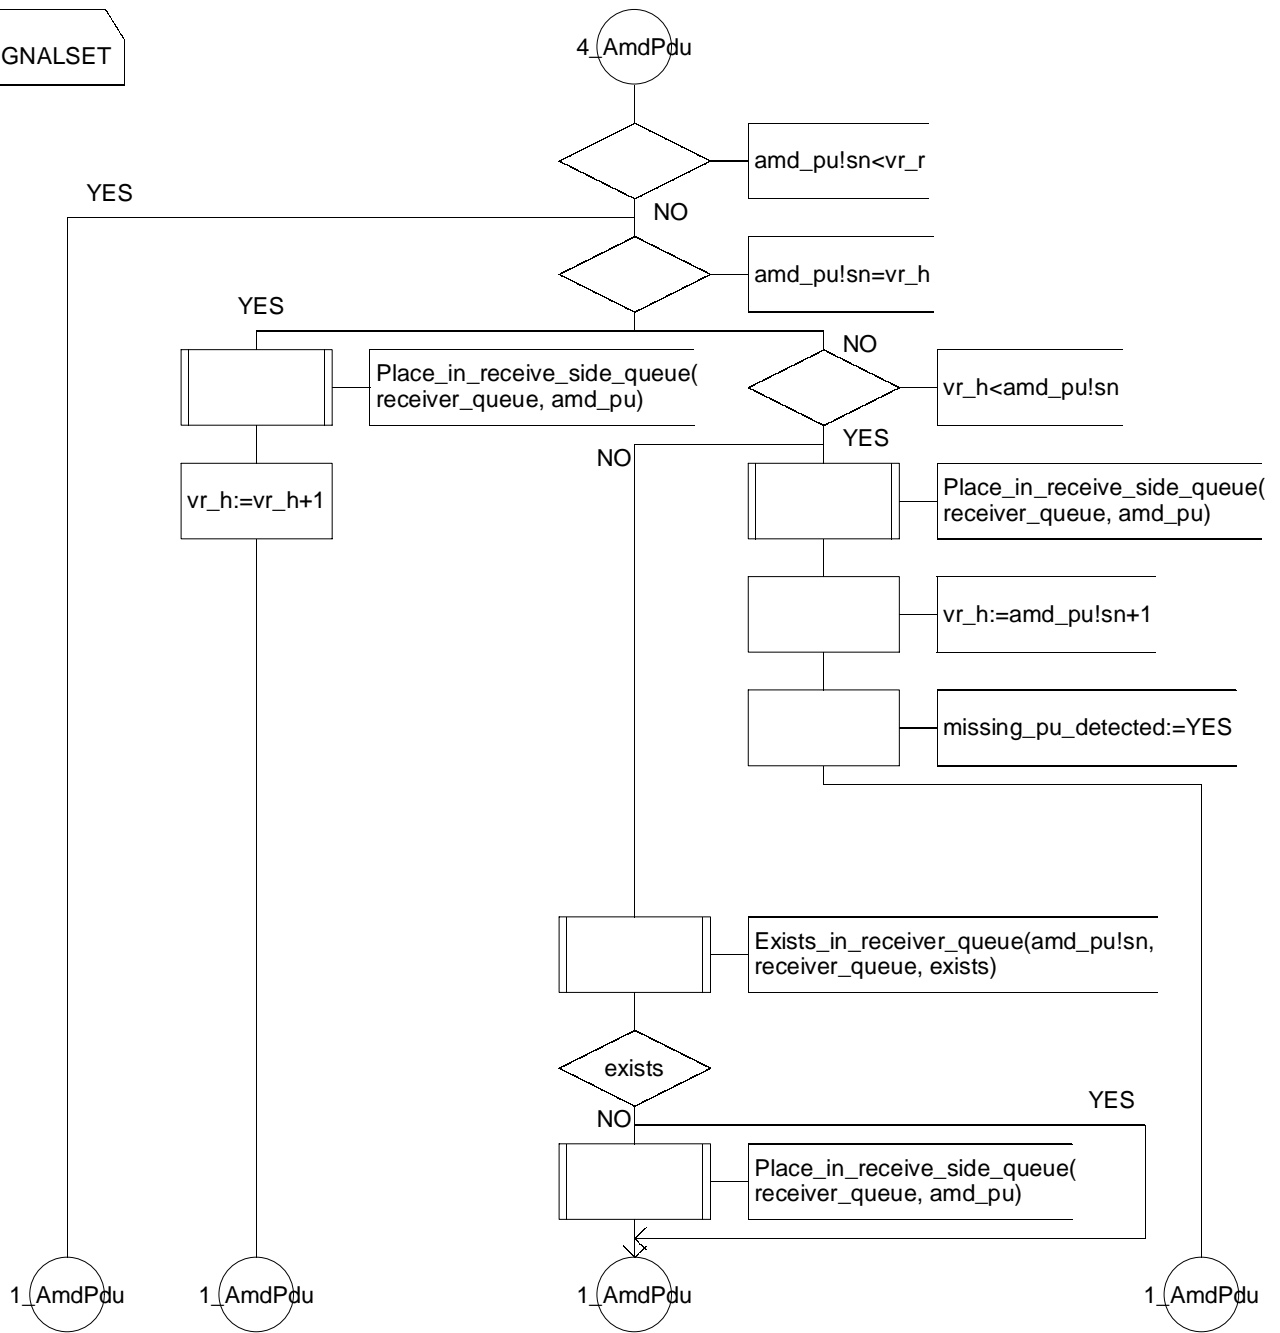 GNALSET
4_AmdPdu
amd_pu!sn<vr_r
YES
NO
amd_pu!sn=vr_h
YES
NO
Place_in_receive_side_queue(
receiver_queue, amd_pu)
vr_h<amd_pu!sn
YES
NO
vr_h:=vr_h+1
Place_in_receive_side_queue(
receiver_queue, amd_pu)
vr_h:=amd_pu!sn+1
missing_pu_detected:=YES
Exists_in_receiver_queue(amd_pu!sn,
receiver_queue, exists)
exists
NO
YES
Place_in_receive_side_queue(
receiver_queue, amd_pu)
1_AmdPdu
1_AmdPdu
1_AmdPdu
1_AmdPdu